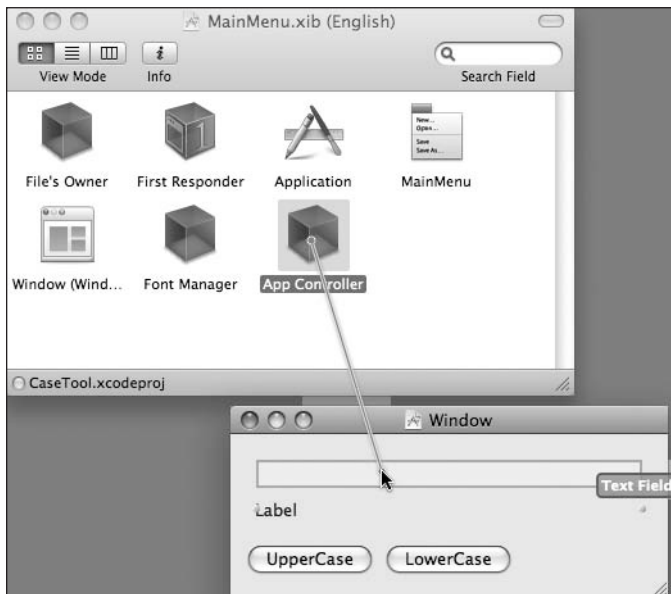 MainMenu.xib (English)
View Mode
Info
Search Field
New...
Open...
Save
Save As...
File's Owner
First Responder
1
Application
MainMenu
Window (Wind...
Font Manager
App Controller
CaseTool.xcodeproj
Window
Text Field
Label
UpperCase
LowerCase